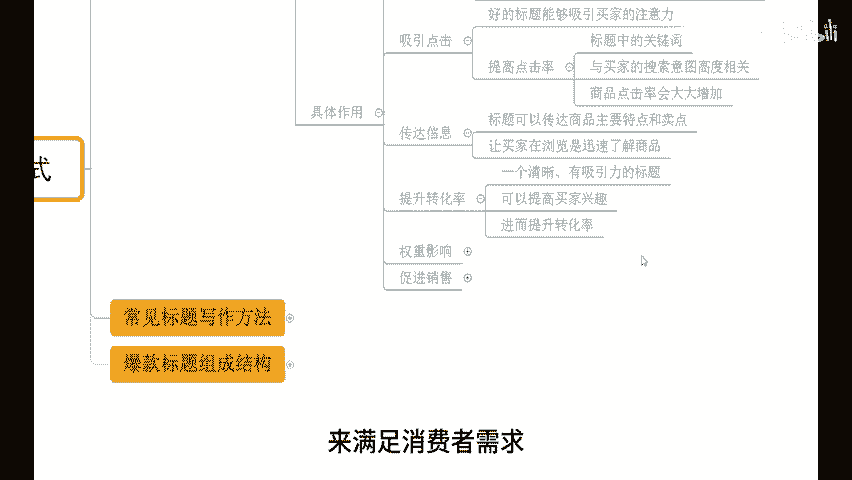 好的标题能够吸引买家的注意力
吸引点击
标题中的关键词
提高点击率
与买家的搜索意图高度相关
商品点击率会大大增加
具体作用
标题可以传达商品主要特点和卖点
传达信息
让买家在浏览是迅速了解商品
式
一个清晰、有吸引力的标题
提升转化率
可以提高买家兴趣
进而提升转化率
权重影响
促进销售
常见标题写作方法
爆款标题组成结构
来满足消费者需求